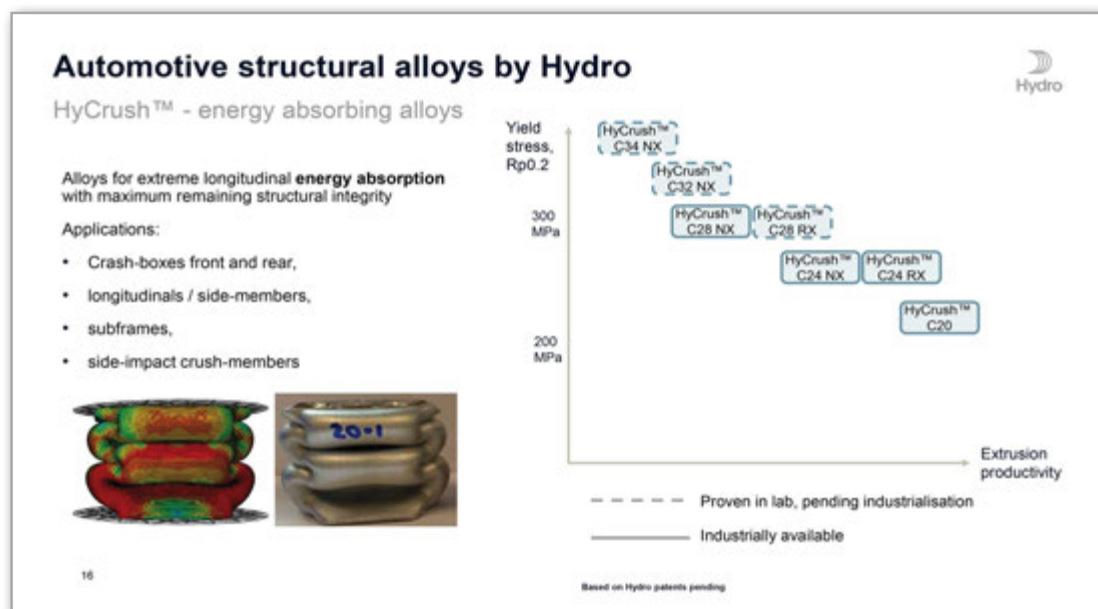 Automotive structural alloys by Hydro
HyCrush™ - energy absorbing alloys
Hydro
Alloys for extreme longitudinal energy absorption
with maximum remaining structural integrity
Applications:
• Crash-boxes front and rear,
• longitudinals / side-members,
• subframes,
• side-impact crush-members
20-1
Yield
stress,
Rp0.2
300
MPa
200
MPa
HyCrush™
C34 NX
HyCrush™
C32 NX
HyCrush™
C28 NX
HyCrush™
C28 RX
HyCrush™
C24 NX
HyCrush™
C24 RX
HyCrush™
C20
Extrusion
productivity
Proven in lab, pending industrialisation
Industrially available
16
Based on Hydro patents pending